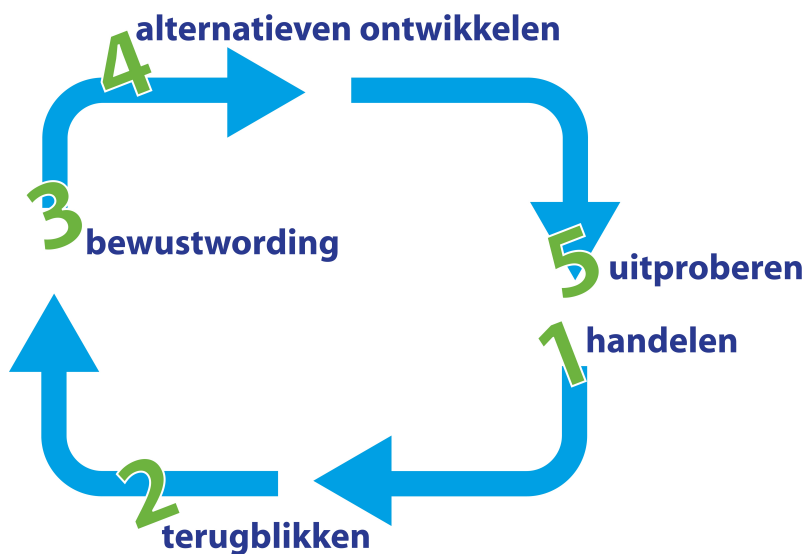 4 alternatieven ontwikkelen
3 bewustwording
5 uitproberen
1 handelen
2 terugblikken